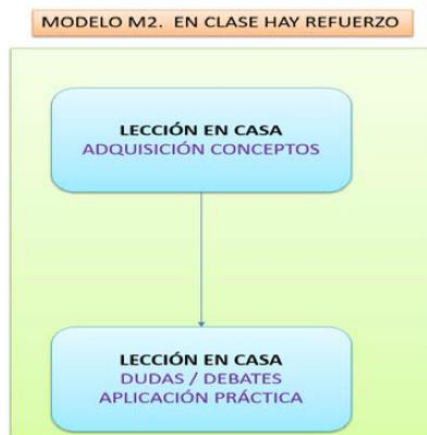 MODELO M2. EN CLASE HAY REFUERZO
LECCIÓN EN CASA
ADQUISICIÓN CONCEPTOS
LECCIÓN EN CASA
DUDAS / DEBATES
APLICACIÓN PRÁCTICA